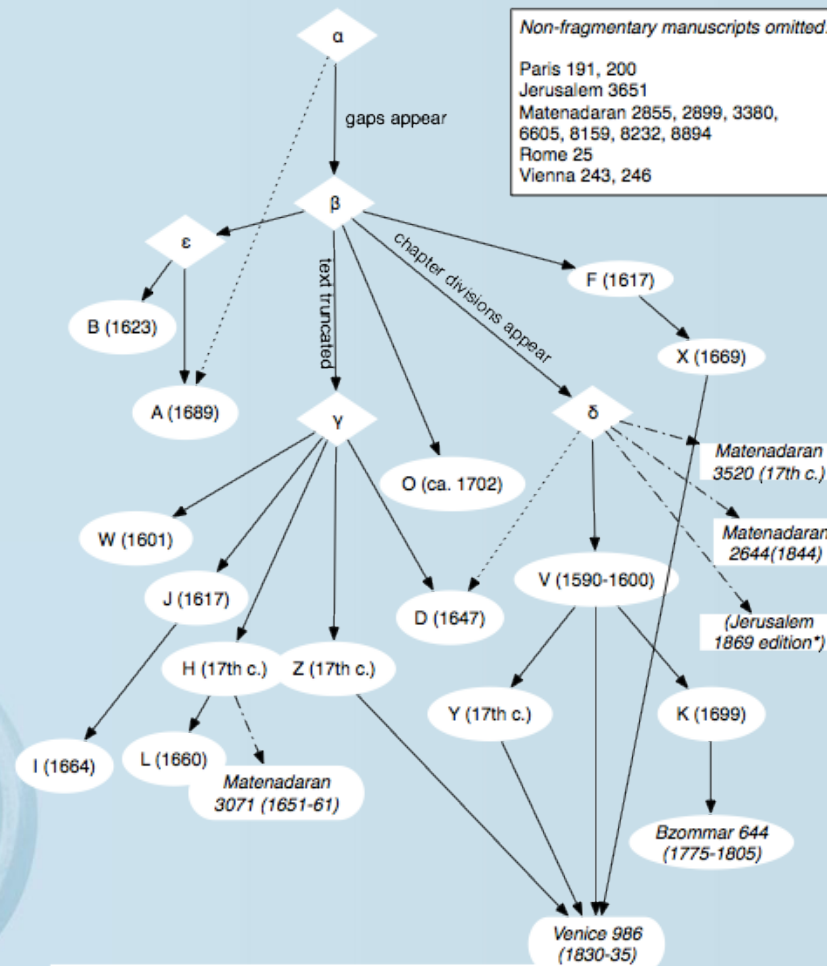 α
Non-fragmentary manuscripts omitted:
Paris 191, 200
Jerusalem 3651
Matenadaran 2855, 2899, 3380,
6605, 8159, 8232, 8894
Rome 25
Vienna 243, 246
gaps appear
β
ε
chapter divisions appear
text truncated
F (1617)
B (1623)
X (1669)
A (1689)
γ
δ
Matenadaran
3520 (17th c.)
O (ca. 1702)
W (1601)
Matenadaran
2644(1844)
V (1590-1600)
J (1617)
D (1647)
(Jerusalem
1869 edition*)
H (17th c.)
Z (17th c.)
Y (17th c.)
K (1699)
I (1664)
L (1660)
Matenadaran
3071 (1651-61)
Bzommar 644
(1775-1805)
Venice 986
(1830-35)